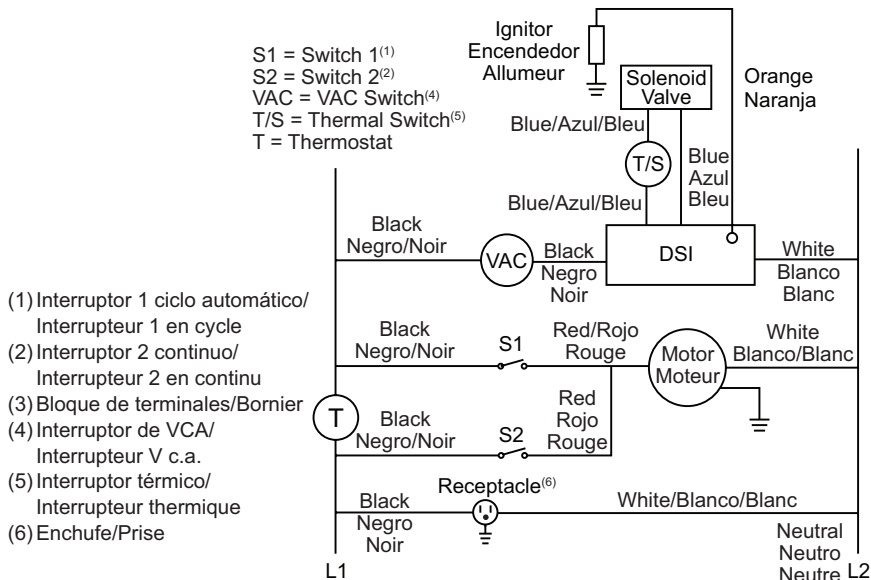 S1 = Switch 1(1)
S2 = Switch 2(2)
VAC = VAC Switch(4)
T/S = Thermal Switch(5)
T = Thermostat
Ignitor
Encendedor
Allumeur
Solenoid
Valve
Orange
Naranja
Blue/Azul/Bleu
T/S
Blue
Azul
Bleu
Blue/Azul/Bleu
Black
Negro/Noir
VAC
Black
Negro
Noir
DSI
White
Blanco
Blanc
(1) Interruptor 1 ciclo automático/
Interrupteur 1 en cycle
(2) Interruptor 2 continuo/
Interrupteur 2 en continu
(3) Bloque de terminales/Bornier
(4) Interruptor de VCA/
Interrupteur V c.a.
(5) Interruptor térmico/
Interrupteur thermique
(6) Enchufe/Prise
Black
Negro/Noir
S1
Red/Rojo
Rouge
Motor
Moteur
White
Blanco/Blanc
T
Black
Negro/Noir
S2
Red
Rojo
Rouge
Receptacle(6)
Black
Negro
Noir
White/Blanco/Blanc
Neutral
Neutro
Neutre
L1
L2